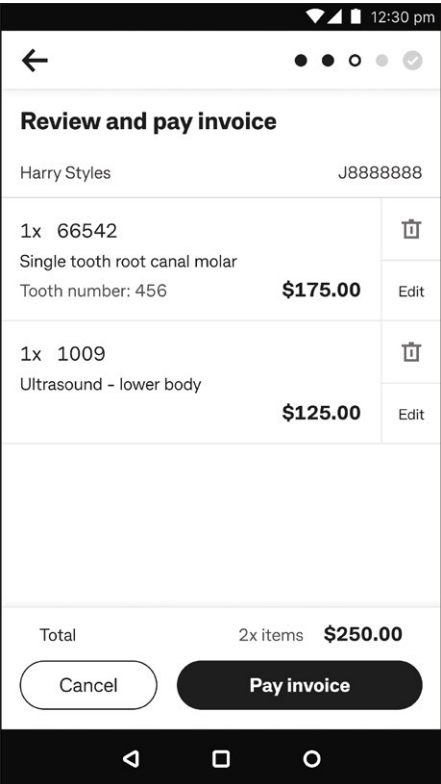 12:30 pm
Review and pay invoice
Harry Styles J8888888
1x 66542
Single tooth root canal molar
Tooth number: 456 $175.00 Edit
1x 1009
Ultrasound - lower body
$125.00 Edit
Total 2x items $250.00
Cancel Pay invoice